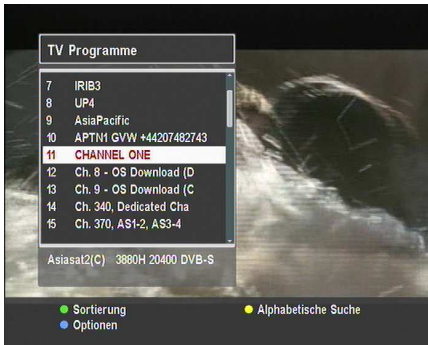 TV Programme
7 IRIB3
8 UP4
9 AsiaPacific
10 APTN1 GVW +44207482743
11 CHANNEL ONE
12 Ch. 8 - OS Download (D
13 Ch. 9 - OS Download (C
14 Ch. 340, Dedicated Cha
15 Ch. 370, AS1-2, AS3-4
Asiasat2(C) 3880H 20400 DVB-S
Sortierung
Alphabetische Suche
Optionen